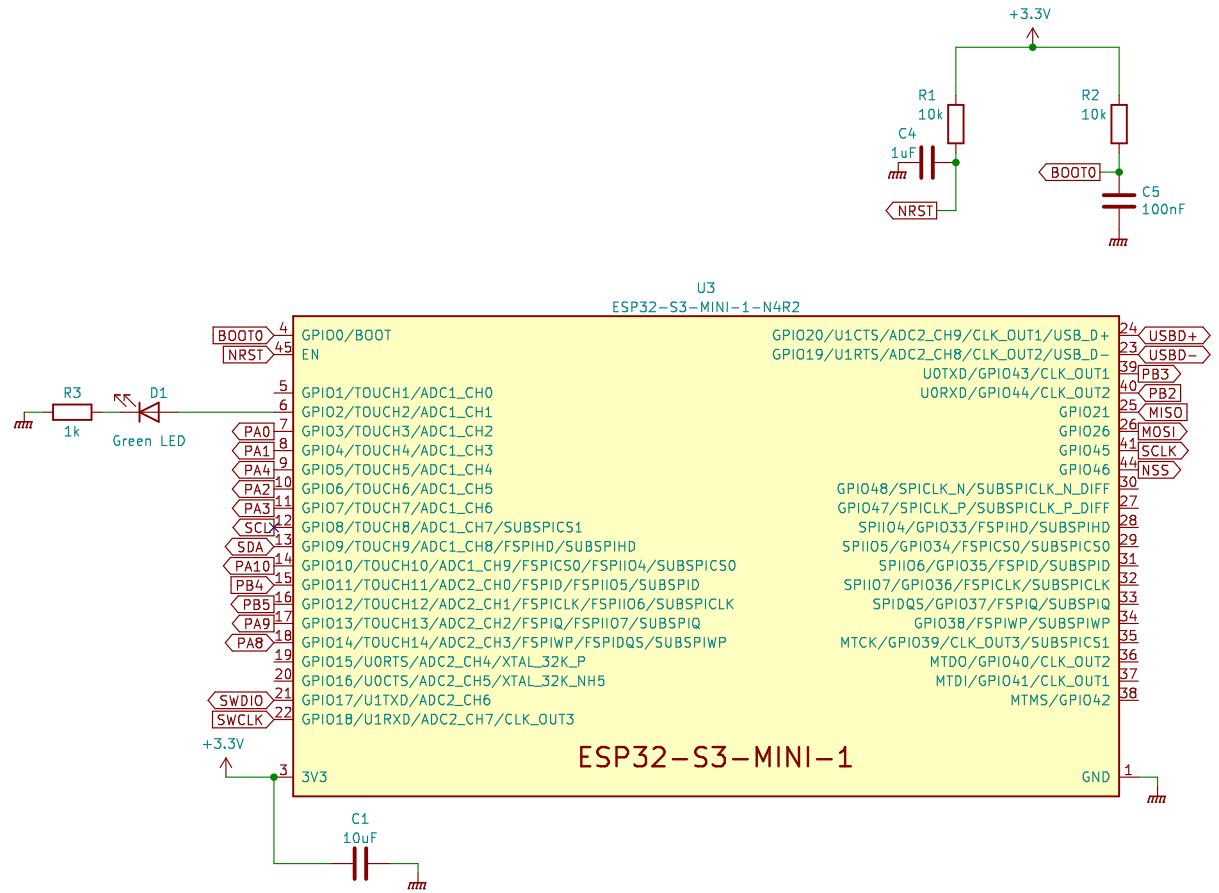 +3.3V
R1
10k
R2
10k
C4
1uF
BOOT0
C5
100nF
NRST
U3
ESP32-S3-MINI-1-N4R2
BOOT0 4 GPIO0/BOOT
NRST 45 EN
5 GPIO1/TOUCH1/ADC1_CH0
6 GPIO2/TOUCH2/ADC1_CH1
PA0 7 GPIO3/TOUCH3/ADC1_CH2
PA1 8 GPIO4/TOUCH4/ADC1_CH3
PA4 9 GPIO5/TOUCH5/ADC1_CH4
PA2 10 GPIO6/TOUCH6/ADC1_CH5
PA3 11 GPIO7/TOUCH7/ADC1_CH6
SCL 12 GPIO8/TOUCH8/ADC1_CH7/SUBSPICS1
SDA 13 GPIO9/TOUCH9/ADC1_CH8/FSPIHD/SUBSPIHD
PA10 14 GPIO10/TOUCH10/ADC1_CH9/FSPICS0/FSPIIO4/SUBSPICS0
PB4 15 GPIO11/TOUCH11/ADC2_CH0/FSPID/FSPIIO5/SUBSPID
PB5 16 GPIO12/TOUCH12/ADC2_CH1/FSPICLK/FSPIIO6/SUBSPICLK
PA9 17 GPIO13/TOUCH13/ADC2_CH2/FSPIQ/FSPIIO7/SUBSPIQ
PA8 18 GPIO14/TOUCH14/ADC2_CH3/FSPIWP/FSPIDQS/SUBSPIWP
19 GPIO15/U0RTS/ADC2_CH4/XTAL_32K_P
20 GPIO16/U0CTS/ADC2_CH5/XTAL_32K_NH5
SWDIO 21 GPIO17/U1TXD/ADC2_CH6
SWCLK 22 GPIO18/U1RXD/ADC2_CH7/CLK_OUT3
3 3V3
GPIO20/U1CTS/ADC2_CH9/CLK_OUT1/USB_D+ 24 USBD+
GPIO19/U1RTS/ADC2_CH8/CLK_OUT2/USB_D- 23 USBD-
U0TXD/GPIO43/CLK_OUT1 39 PB3
U0RXD/GPIO44/CLK_OUT2 40 PB2
GPIO21 25 MISO
GPIO26 26 MOSI
GPIO45 41 SCLK
GPIO46 44 NSS
GPIO48/SPICLK_N/SUBSPICLK_N_DIFF 30
GPIO47/SPICLK_P/SUBSPICLK_P_DIFF 27
SPIIO4/GPIO33/FSPIHD/SUBSPIHD 28
SPIIO5/GPIO34/FSPICS0/SUBSPICS0 29
SPIIO6/GPIO35/FSPID/SUBSPID 31
SPIIO7/GPIO36/FSPICLK/SUBSPICLK 32
SPIDQS/GPIO37/FSPIQ/SUBSPIQ 33
GPIO38/FSPIWP/SUBSPIWP 34
MTCK/GPIO39/CLK_OUT3/SUBSPICS1 35
MTDO/GPIO40/CLK_OUT2 36
MTDI/GPIO41/CLK_OUT1 37
MTMS/GPIO42 38
GND 1
ESP32-S3-MINI-1
R3
1k
D1
Green LED
+3.3V
C1
10uF